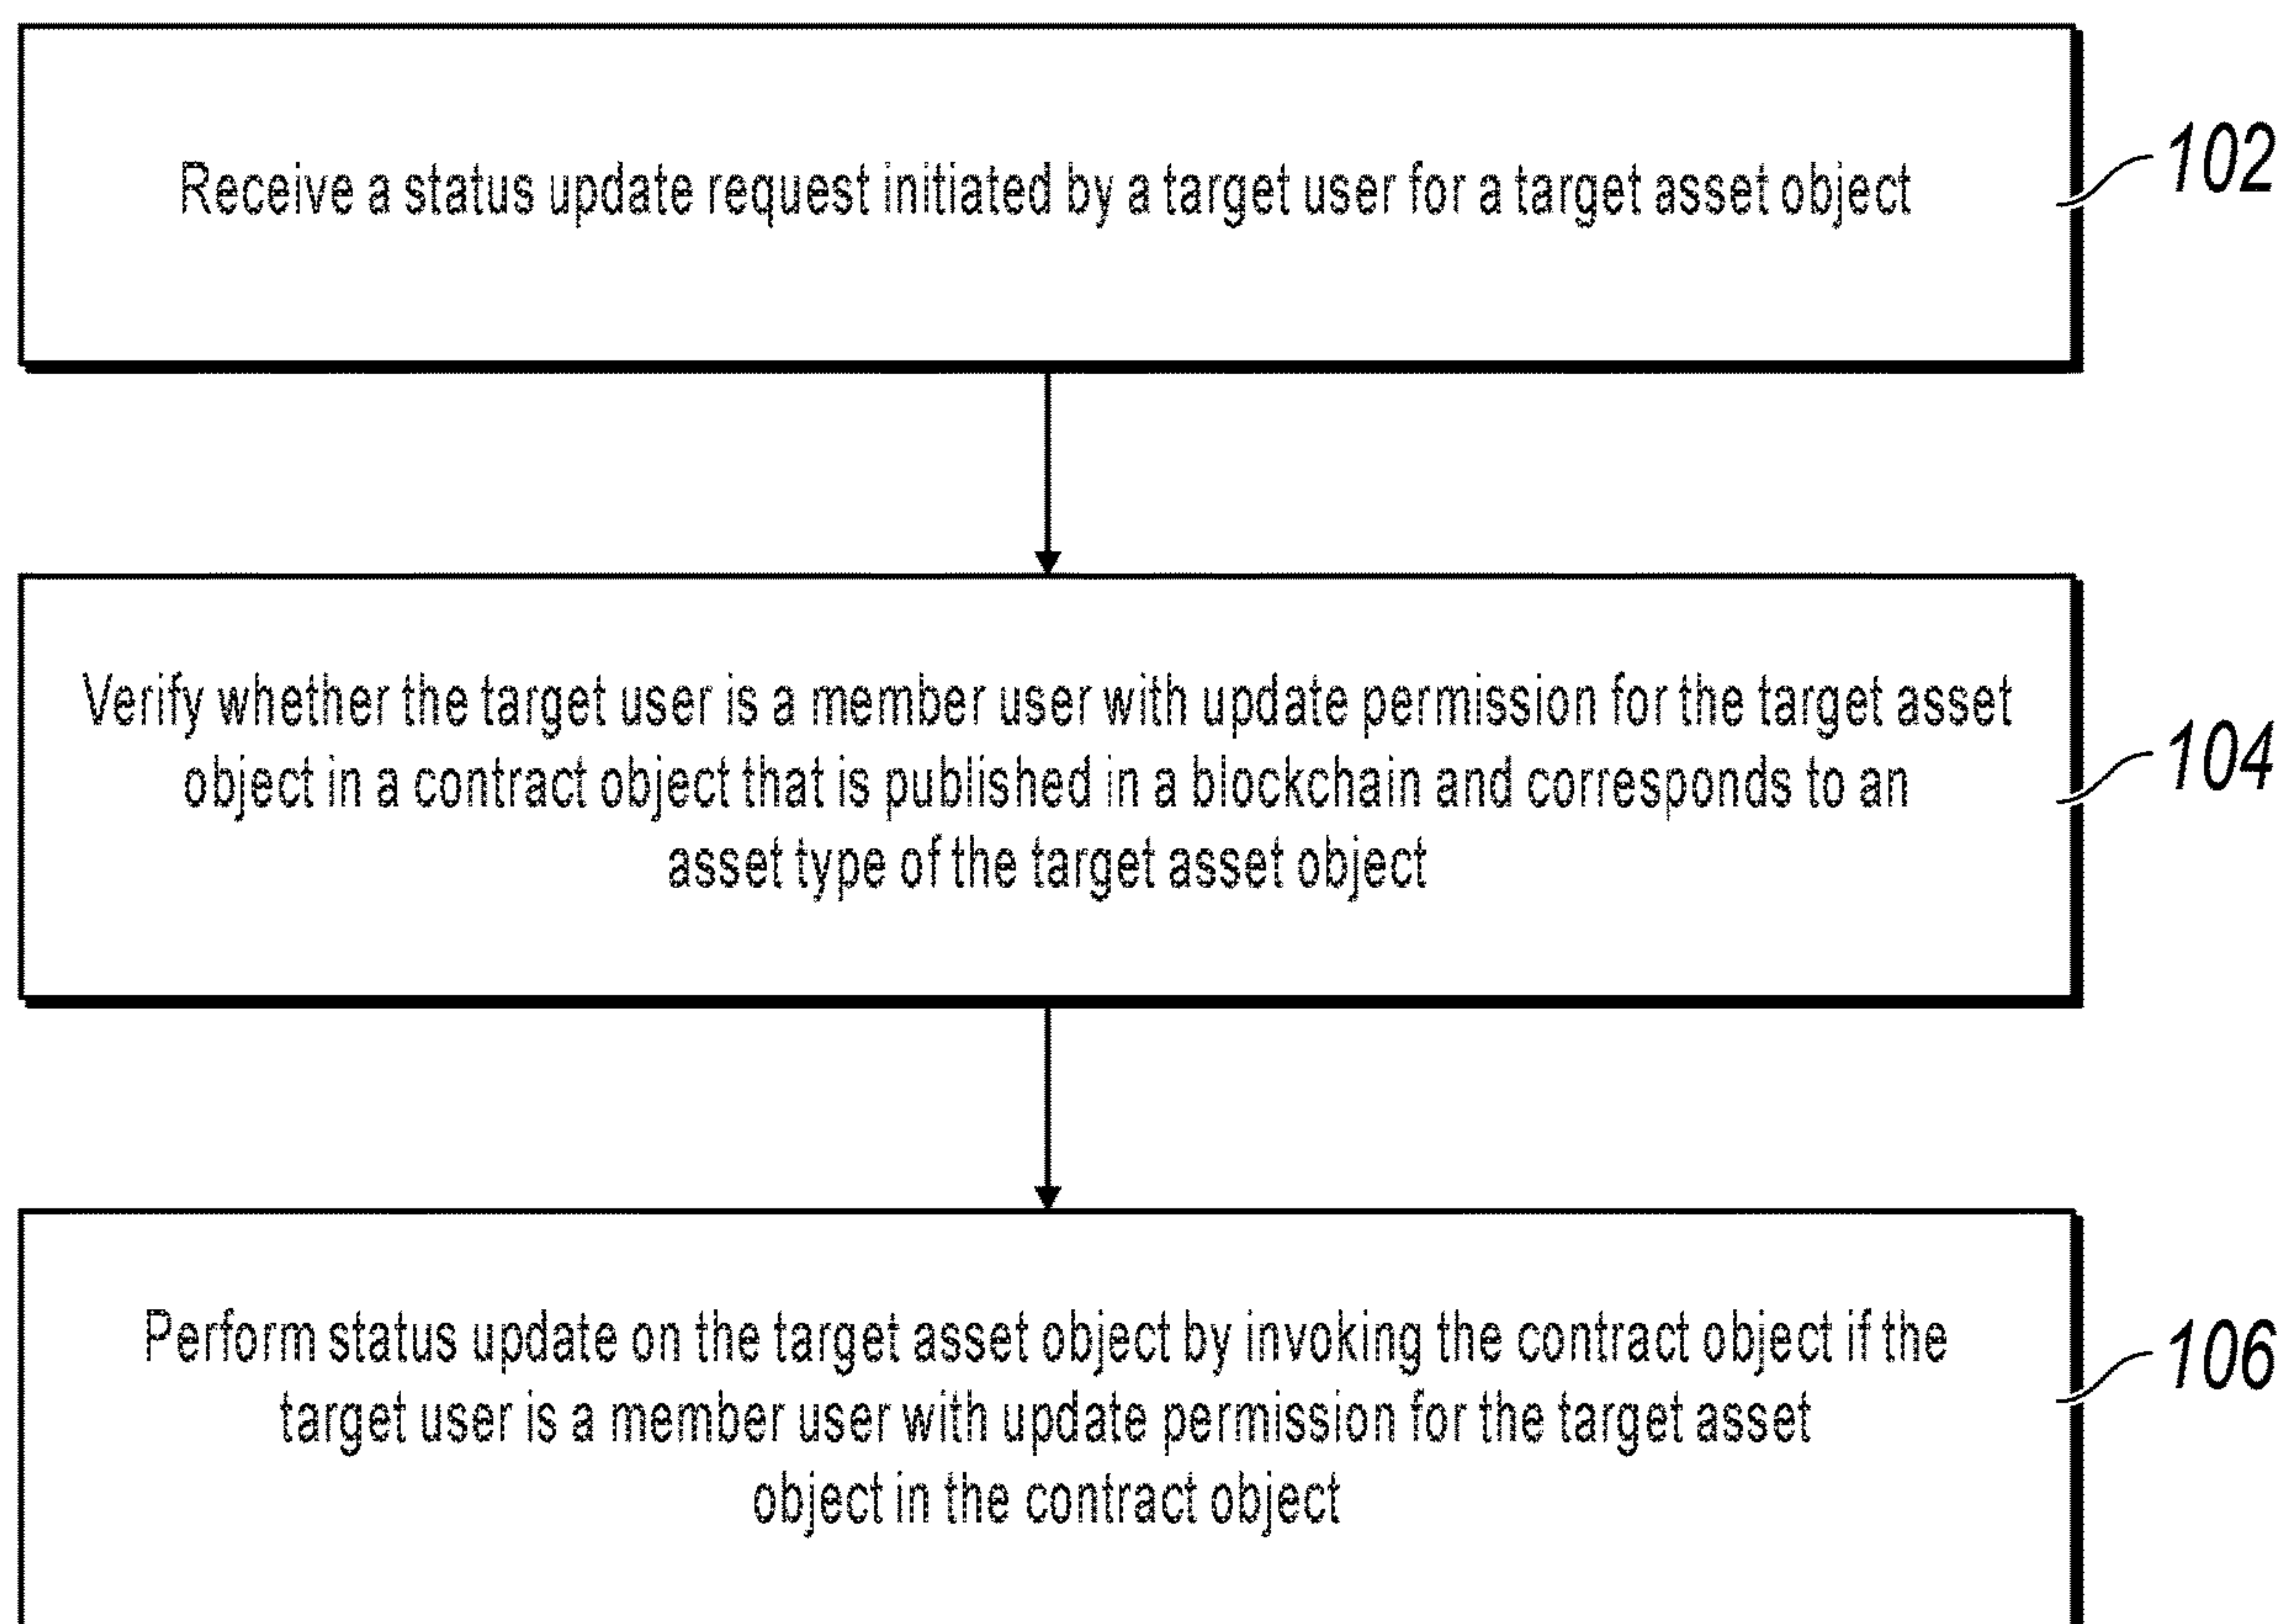 Receive a status update request initiated by a target user for a target asset object
102
Verify whether the target user is a member user with update permission for the target asset
object in a contract object that is published in a blockchain and corresponds to an
asset type of the target asset object
104
Perform status update on the target asset object by invoking the contract object if the
target user is a member user with update permission for the target asset
object in the contract object
106